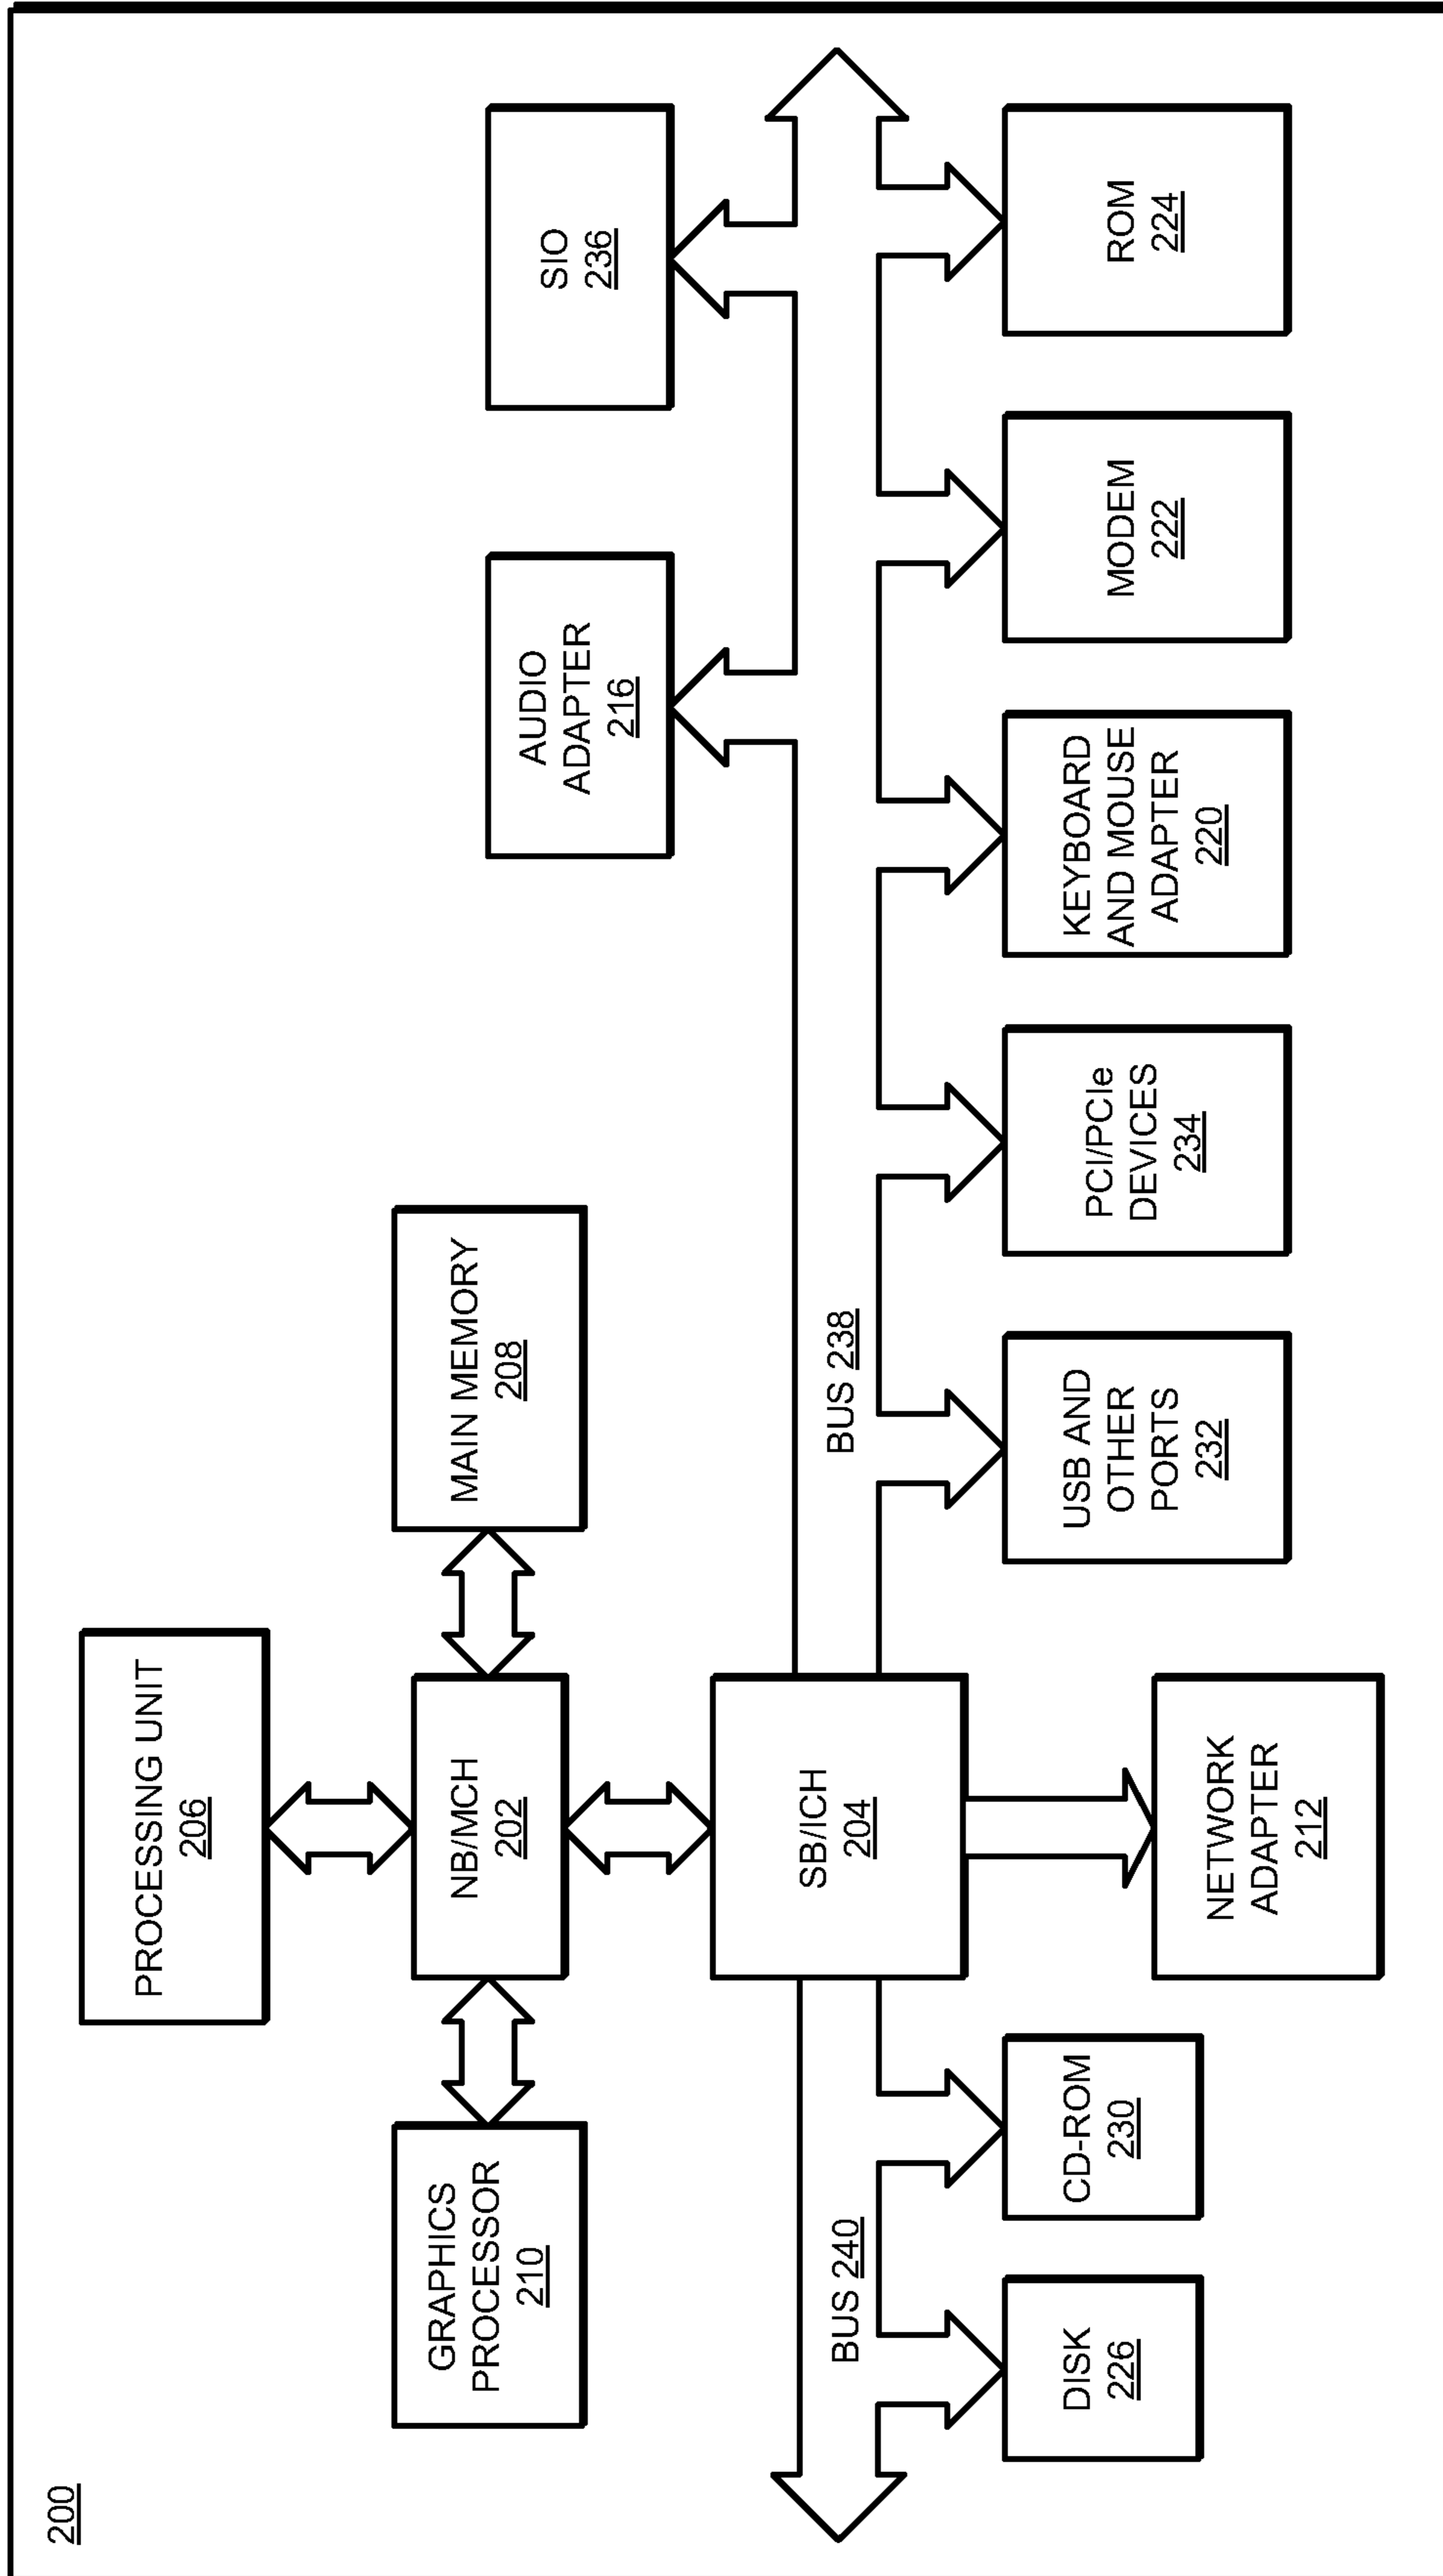 200
PROCESSING UNIT
206
GRAPHICS
PROCESSOR
210
NB/MCH
202
MAIN MEMORY
208
AUDIO
ADAPTER
216
SIO
236
BUS 240
SB/ICH
204
BUS 238
DISK
226
CD-ROM
230
NETWORK
ADAPTER
212
USB AND
OTHER
PORTS
232
PCI/PCIe
DEVICES
234
KEYBOARD
AND MOUSE
ADAPTER
220
MODEM
222
ROM
224